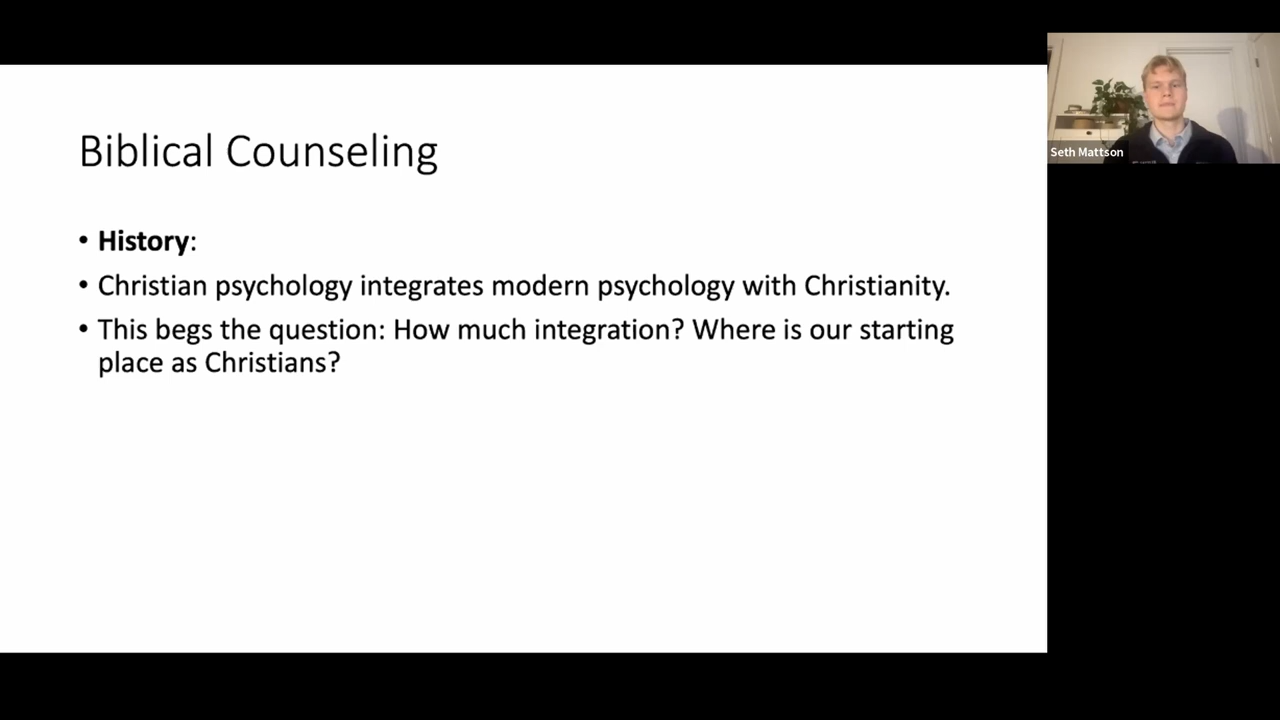 Biblical Counseling
• History:
• Christian psychology integrates modern psychology with Christianity.
• This begs the question: How much integration? Where is our starting
place as Christians?
Seth Mattson